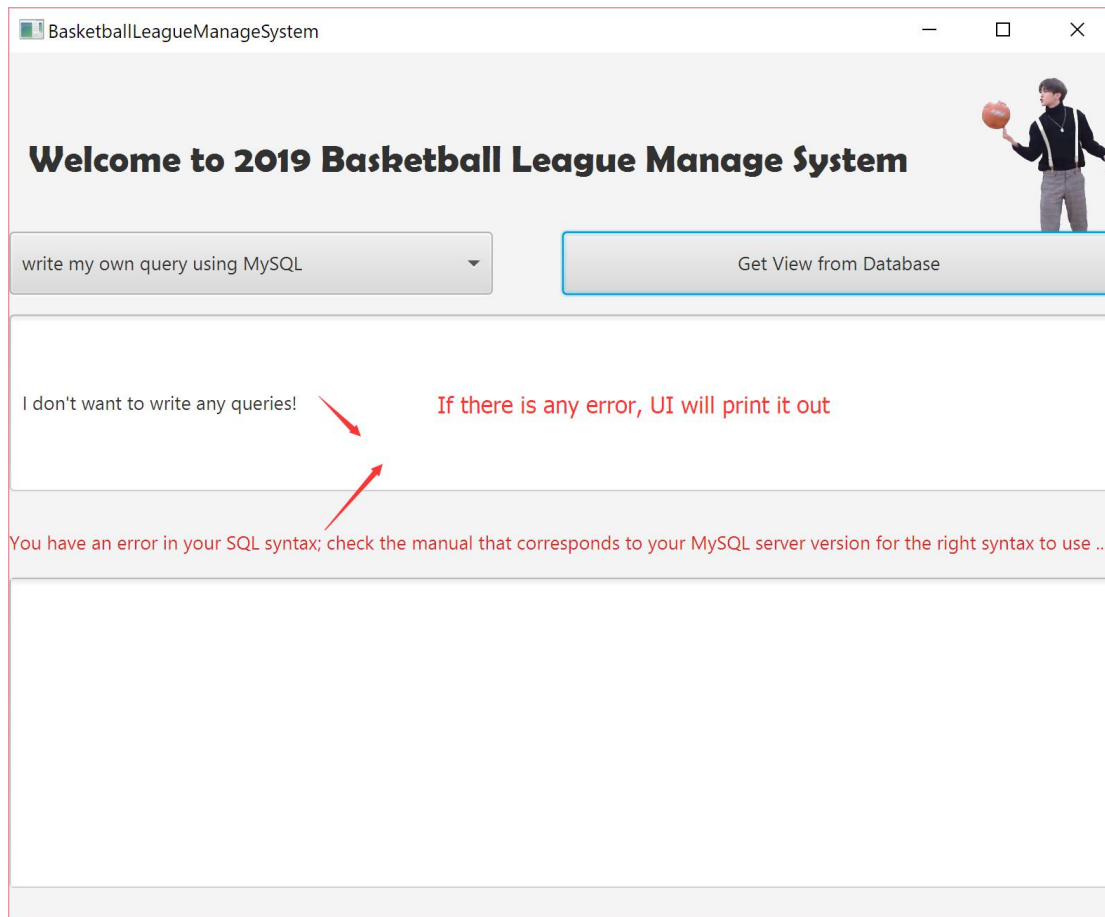 BasketballLeagueManageSystem
Welcome to 2019 Basketball League Manage System
write my own query using MySQL
Get View from Database
I don't want to write any queries!
If there is any error, UI will print it out
You have an error in your SQL syntax; check the manual that corresponds to your MySQL server version for the right syntax to use ...